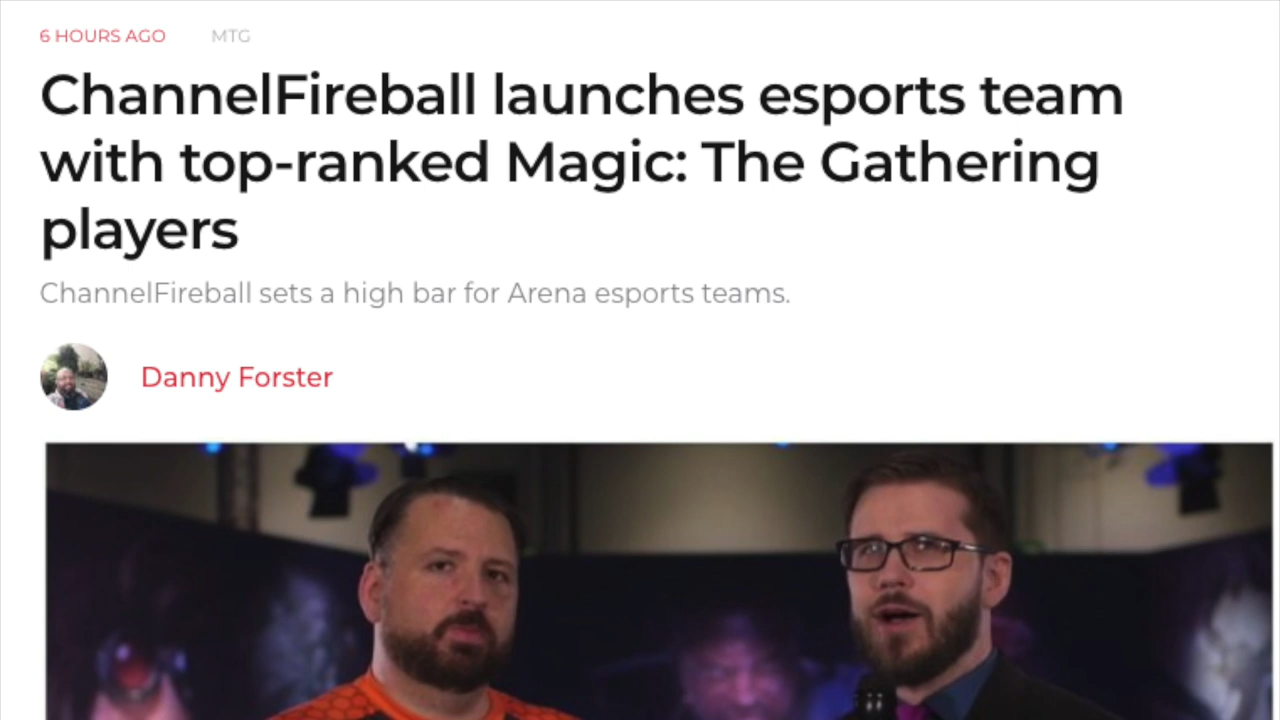 6 HOURS AGO MTG
ChannelFireball launches esports team
with top-ranked Magic: The Gathering
players
ChannelFireball sets a high bar for Arena esports teams.
Danny Forster